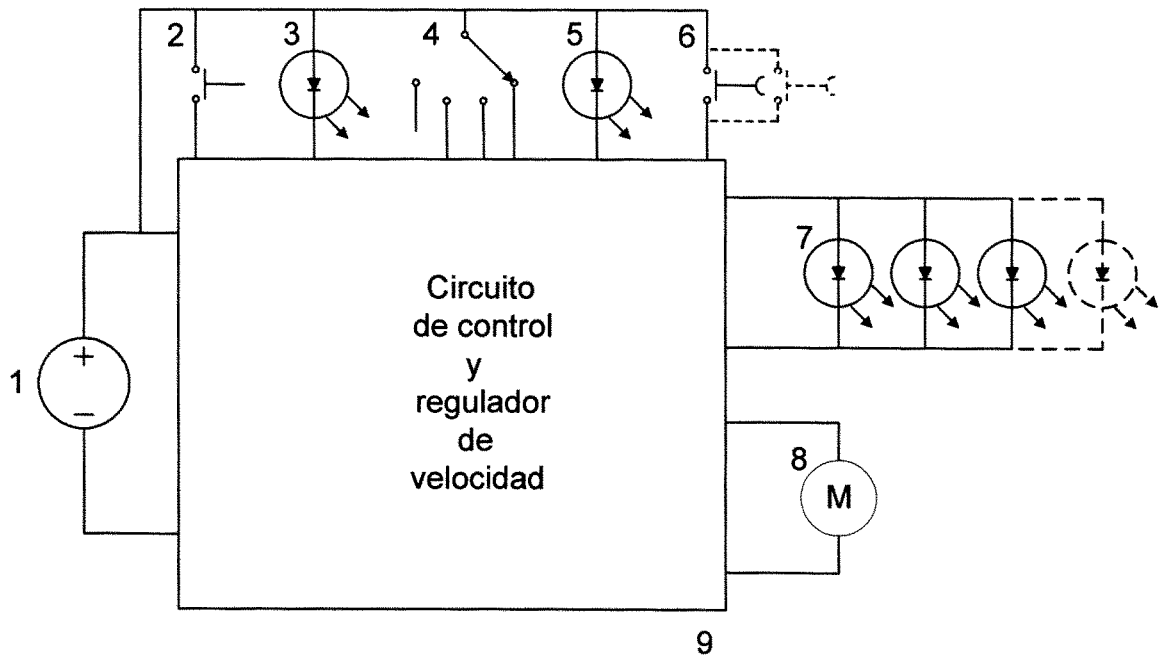 2
3
4
5
6
7
Circuito
de control
y
regulador
de
velocidad
+
−
1
8
M
9